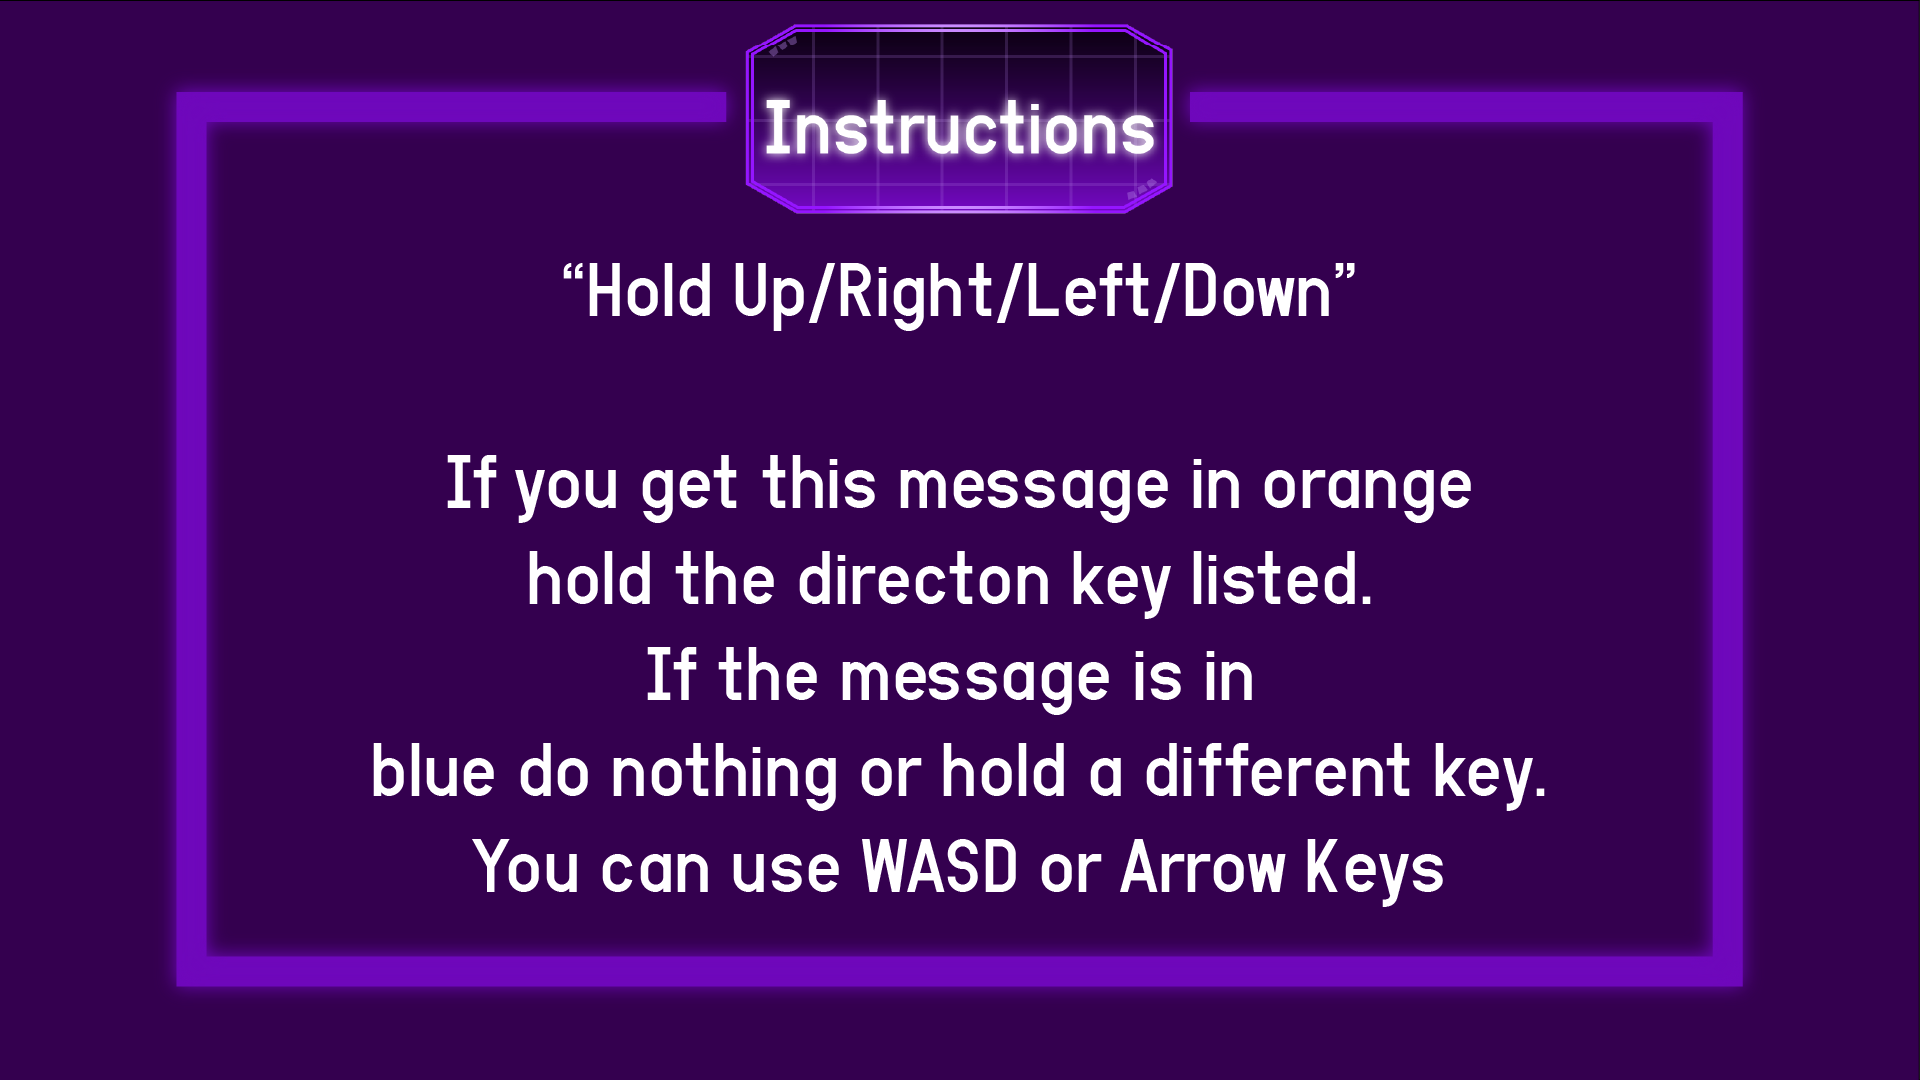 Instructions
“Hold Up/Right/Left/Down”
If you get this message in orange
hold the directon key listed.
If the message is in
blue do nothing or hold a different key.
You can use WASD or Arrow Keys